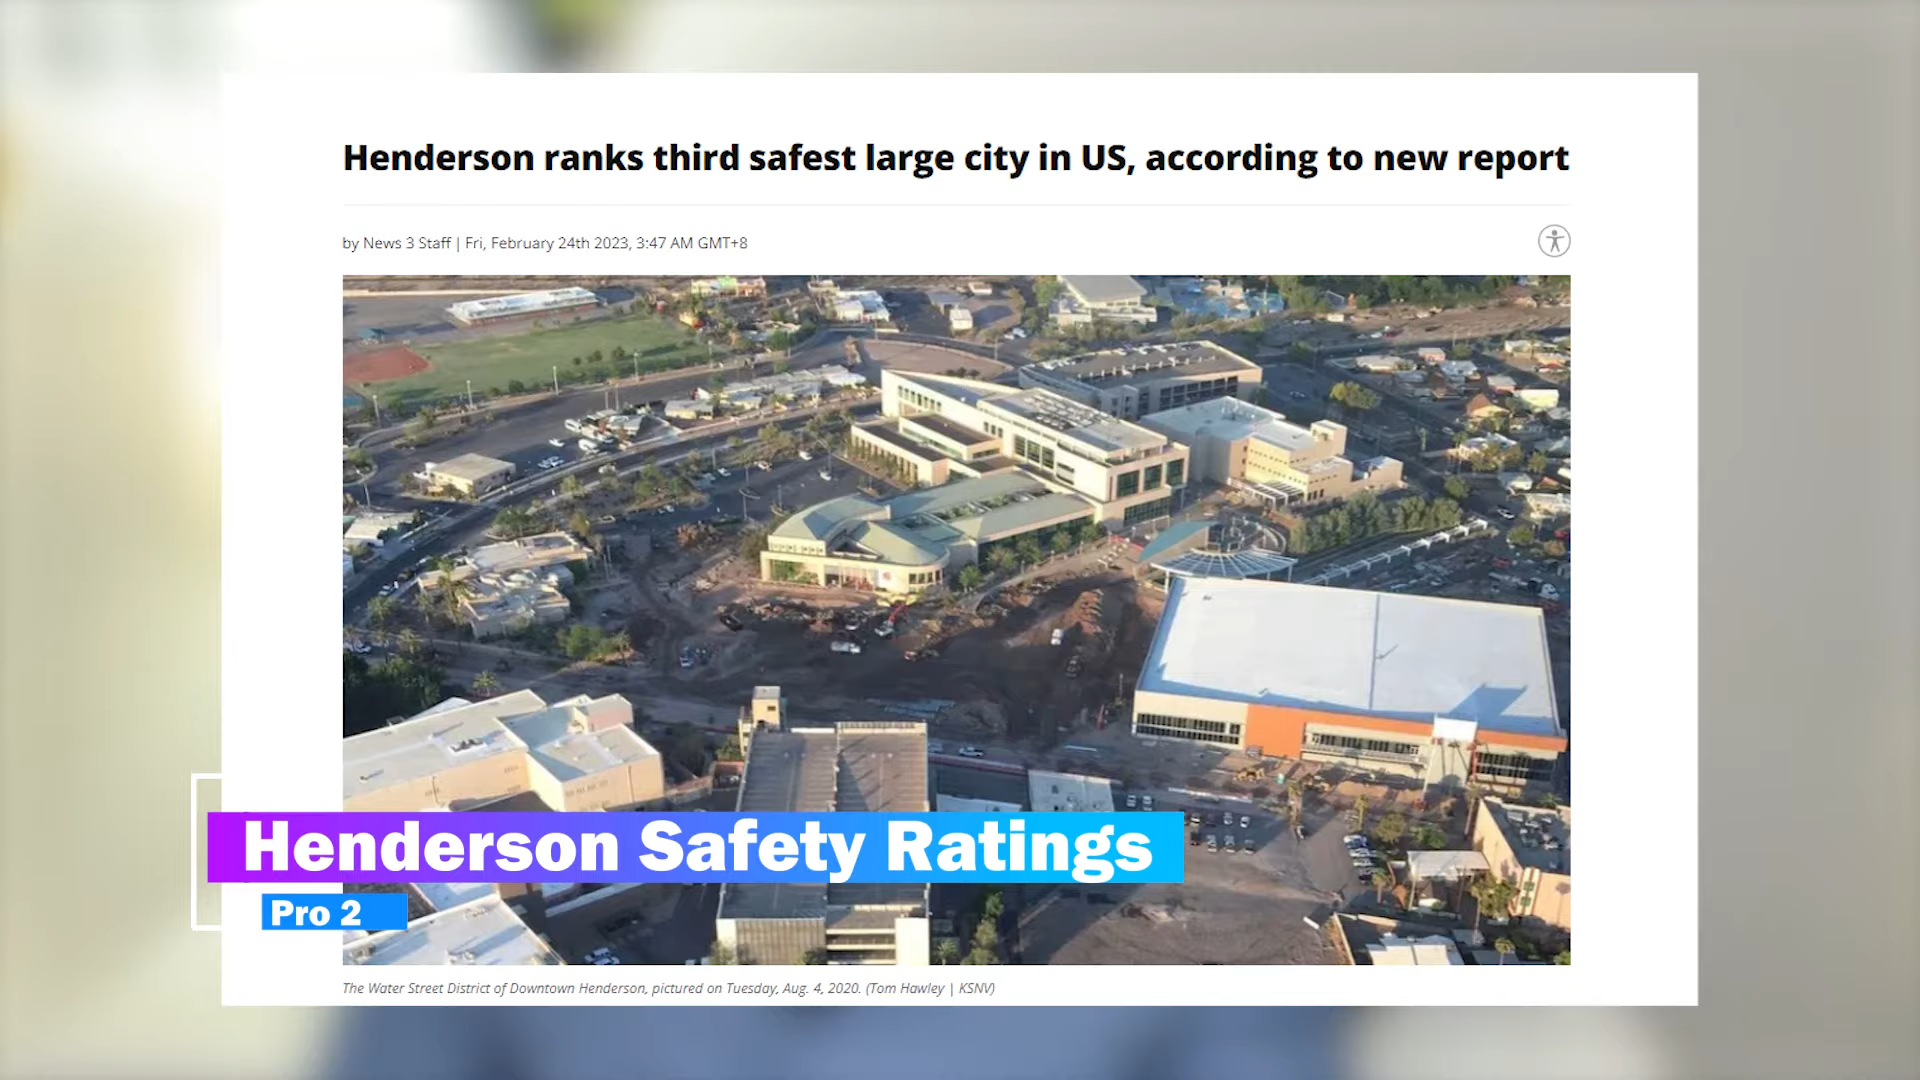 Henderson ranks third safest large city in US, according to new report
by News 3 Staff | Fri, February 24th 2023, 3:47 AM GMT+8
Henderson Safety Ratings
Pro 2
The Water Street District of Downtown Henderson, pictured on Tuesday, Aug. 4, 2020. (Tom Hawley | KSNV)